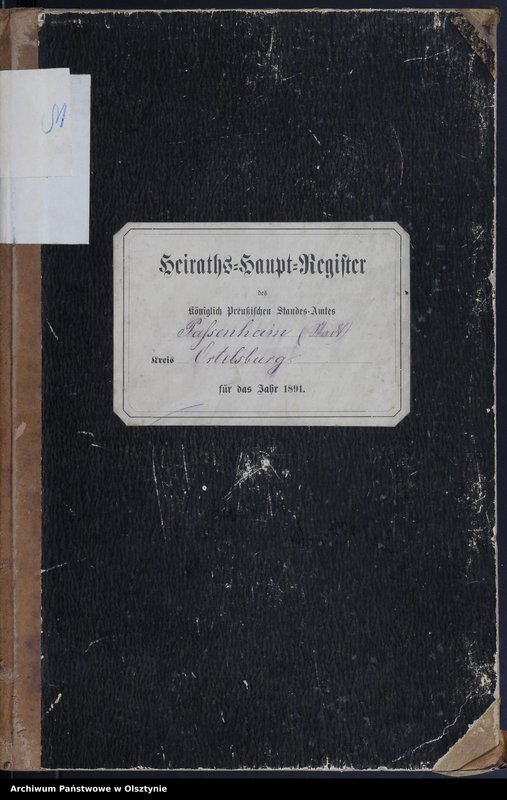 Heiraths-Haupt-Register
des
Königlich Preußischen Standes-Amtes
Passenheim (Stadt)
Kreis Ortelsburg
für das Jahr 1891.
Archiwum Państwowe w Olsztynie